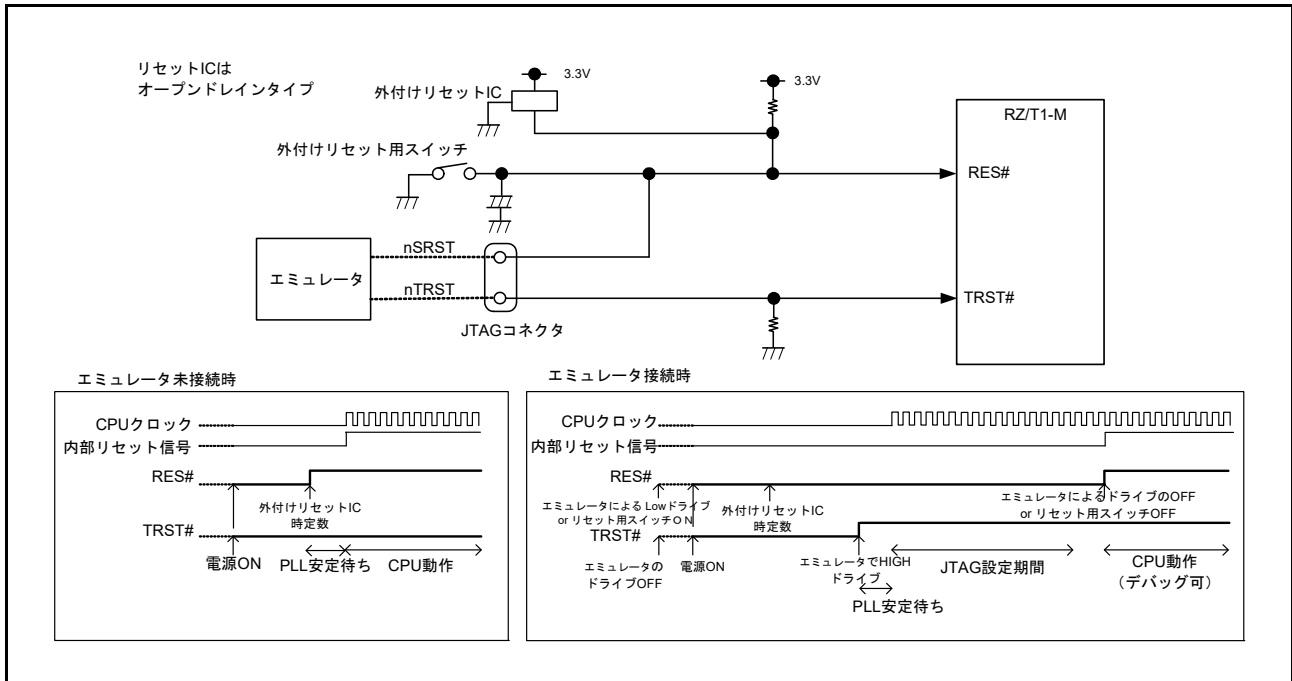 リセットICは
オープンドレインタイプ
外付けリセットIC
3.3V
3.3V
RZ/T1-M
外付けリセット用スイッチ
RES#
エミュレータ
nSRST
nTRST
TRST#
JTAGコネクタ
エミュレータ未接続時
CPUクロック
内部リセット信号
RES#
外付けリセットIC
時定数
TRST#
電源ON
PLL安定待ち
CPU動作
エミュレータ接続時
CPUクロック
内部リセット信号
RES#
エミュレータによる Lowドライブ
or リセット用スイッチＯＮ
外付けリセットIC
時定数
エミュレータによるドライブのOFF
or リセット用スイッチOFF
TRST#
エミュレータの
ドライブOFF
電源ON
エミュレータでHIGH
ドライブ
PLL安定待ち
JTAG設定期間
CPU動作
（デバッグ可）